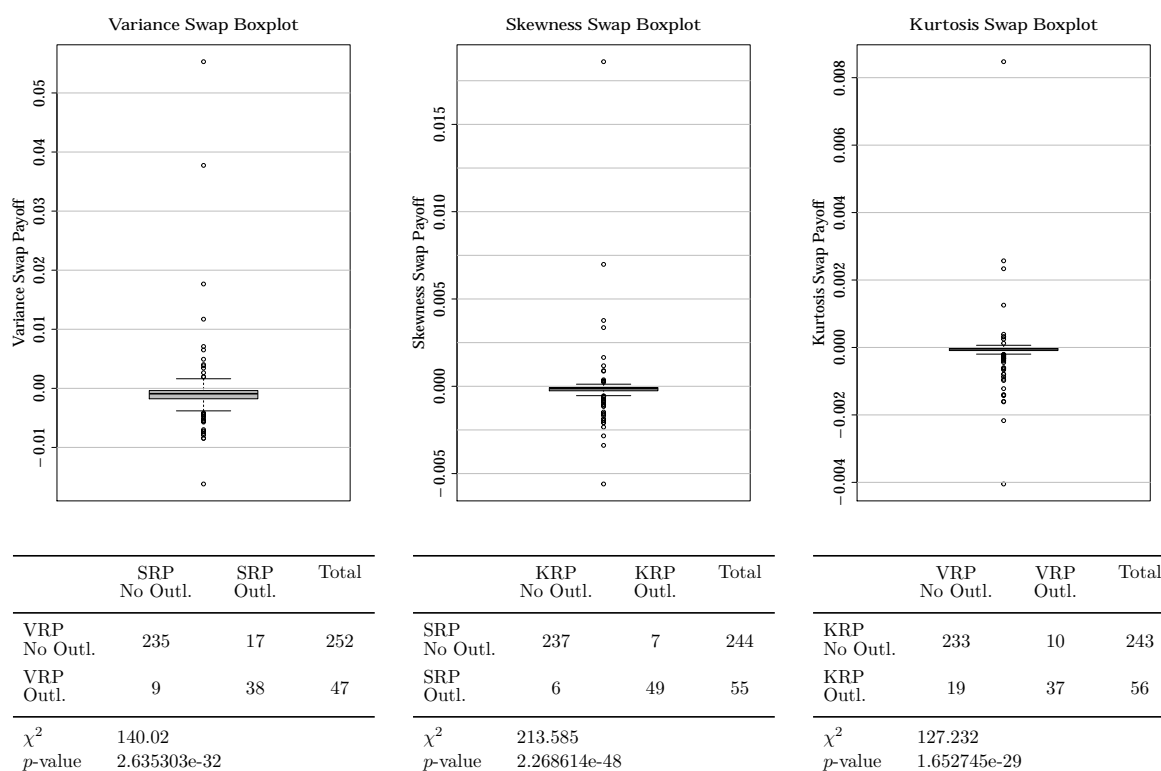 Variance Swap Boxplot
Variance Swap Payoff
0.05
0.04
0.03
0.02
0.01
0.00
−0.01
Skewness Swap Boxplot
Skewness Swap Payoff
0.015
0.010
0.005
0.000
−0.005
Kurtosis Swap Boxplot
Kurtosis Swap Payoff
0.008
0.006
0.004
0.002
0.000
−0.002
−0.004
SRP No Outl. SRP Outl. Total
VRP No Outl. 235 17 252
VRP Outl. 9 38 47
χ² 140.02
p-value 2.635303e-32
KRP No Outl. KRP Outl. Total
SRP No Outl. 237 7 244
SRP Outl. 6 49 55
χ² 213.585
p-value 2.268614e-48
VRP No Outl. VRP Outl. Total
KRP No Outl. 233 10 243
KRP Outl. 19 37 56
χ² 127.232
p-value 1.652745e-29